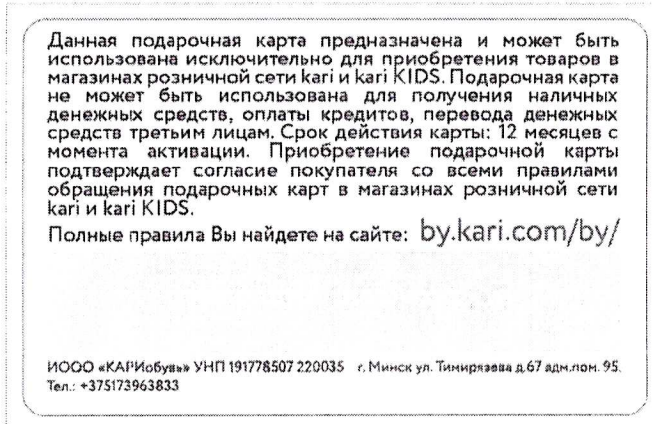 Данная подарочная карта предназначена и может быть
использована исключительно для приобретения товаров в
магазинах розничной сети kari и kari KIDS. Подарочная карта
не может быть использована для получения наличных
денежных средств, оплаты кредитов, перевода денежных
средств третьим лицам. Срок действия карты: 12 месяцев с
момента активации. Приобретение подарочной карты
подтверждает согласие покупателя со всеми правилами
обращения подарочных карт в магазинах розничной сети
kari и kari KIDS.
Полные правила Вы найдете на сайте: by.kari.com/by/
ИООО «КАРИобувь» УНП 191778507 220035 г. Минск ул. Тимирязева д.67 адм.пом. 95.
Тел.: +375173963833